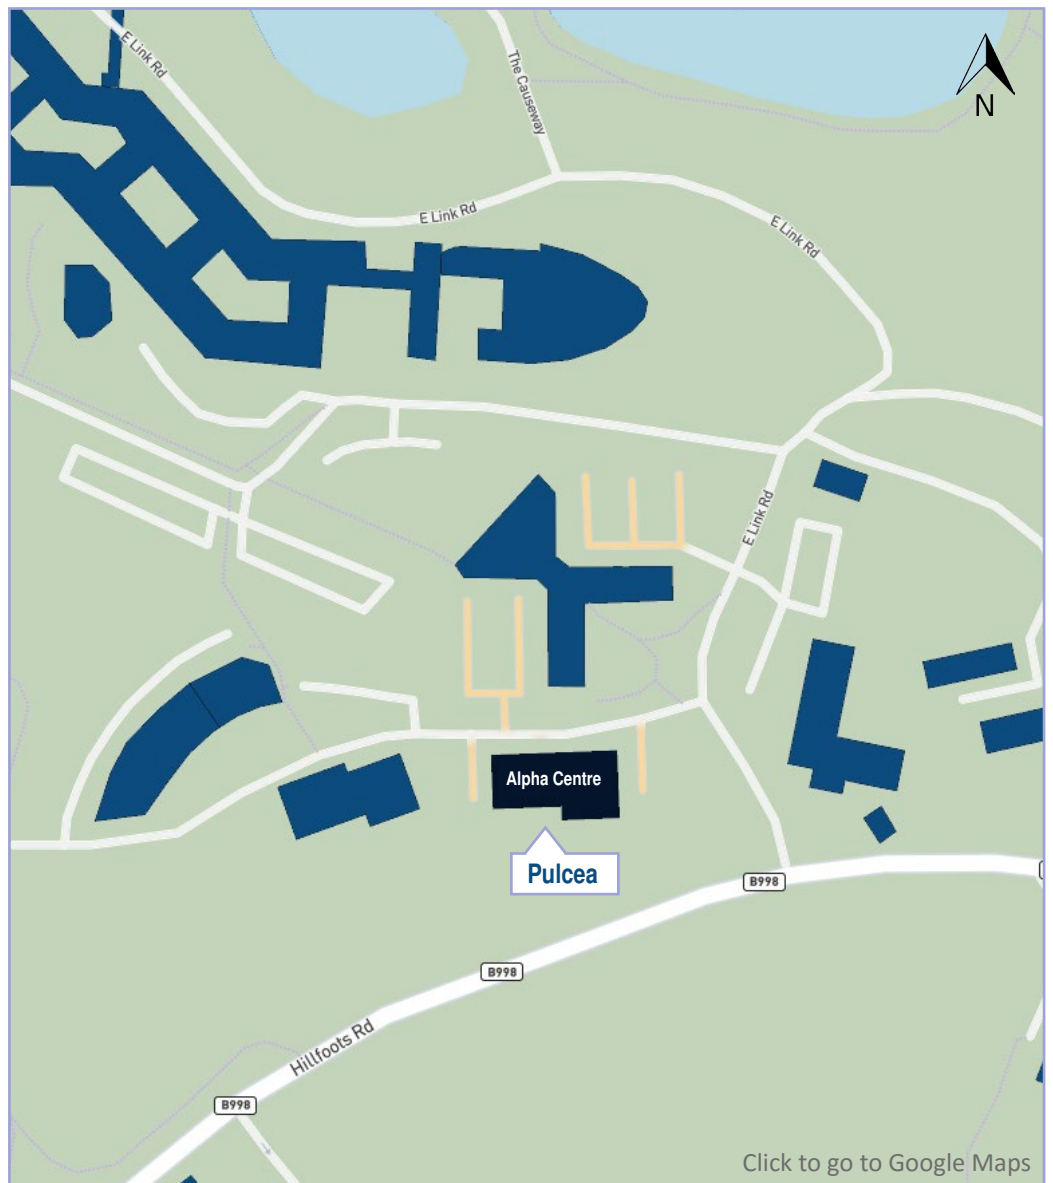 E Link Rd
The Causeway
N
E Link Rd
E Link Rd
E Link Rd
Alpha Centre
Pulcea
B998
B998
Hillfoots Rd
B998
Click to go to Google Maps